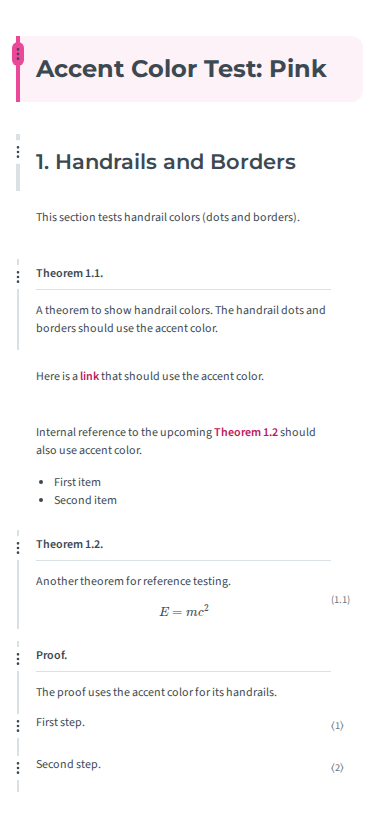 Accent Color Test: Pink
1. Handrails and Borders
This section tests handrail colors (dots and borders).
Theorem 1.1.
A theorem to show handrail colors. The handrail dots and
borders should use the accent color.
Here is a link that should use the accent color.
Internal reference to the upcoming Theorem 1.2 should
also use accent color.
• First item
• Second item
Theorem 1.2.
Another theorem for reference testing.
E = mc² (1.1)
Proof.
The proof uses the accent color for its handrails.
First step. (1)
Second step. (2)